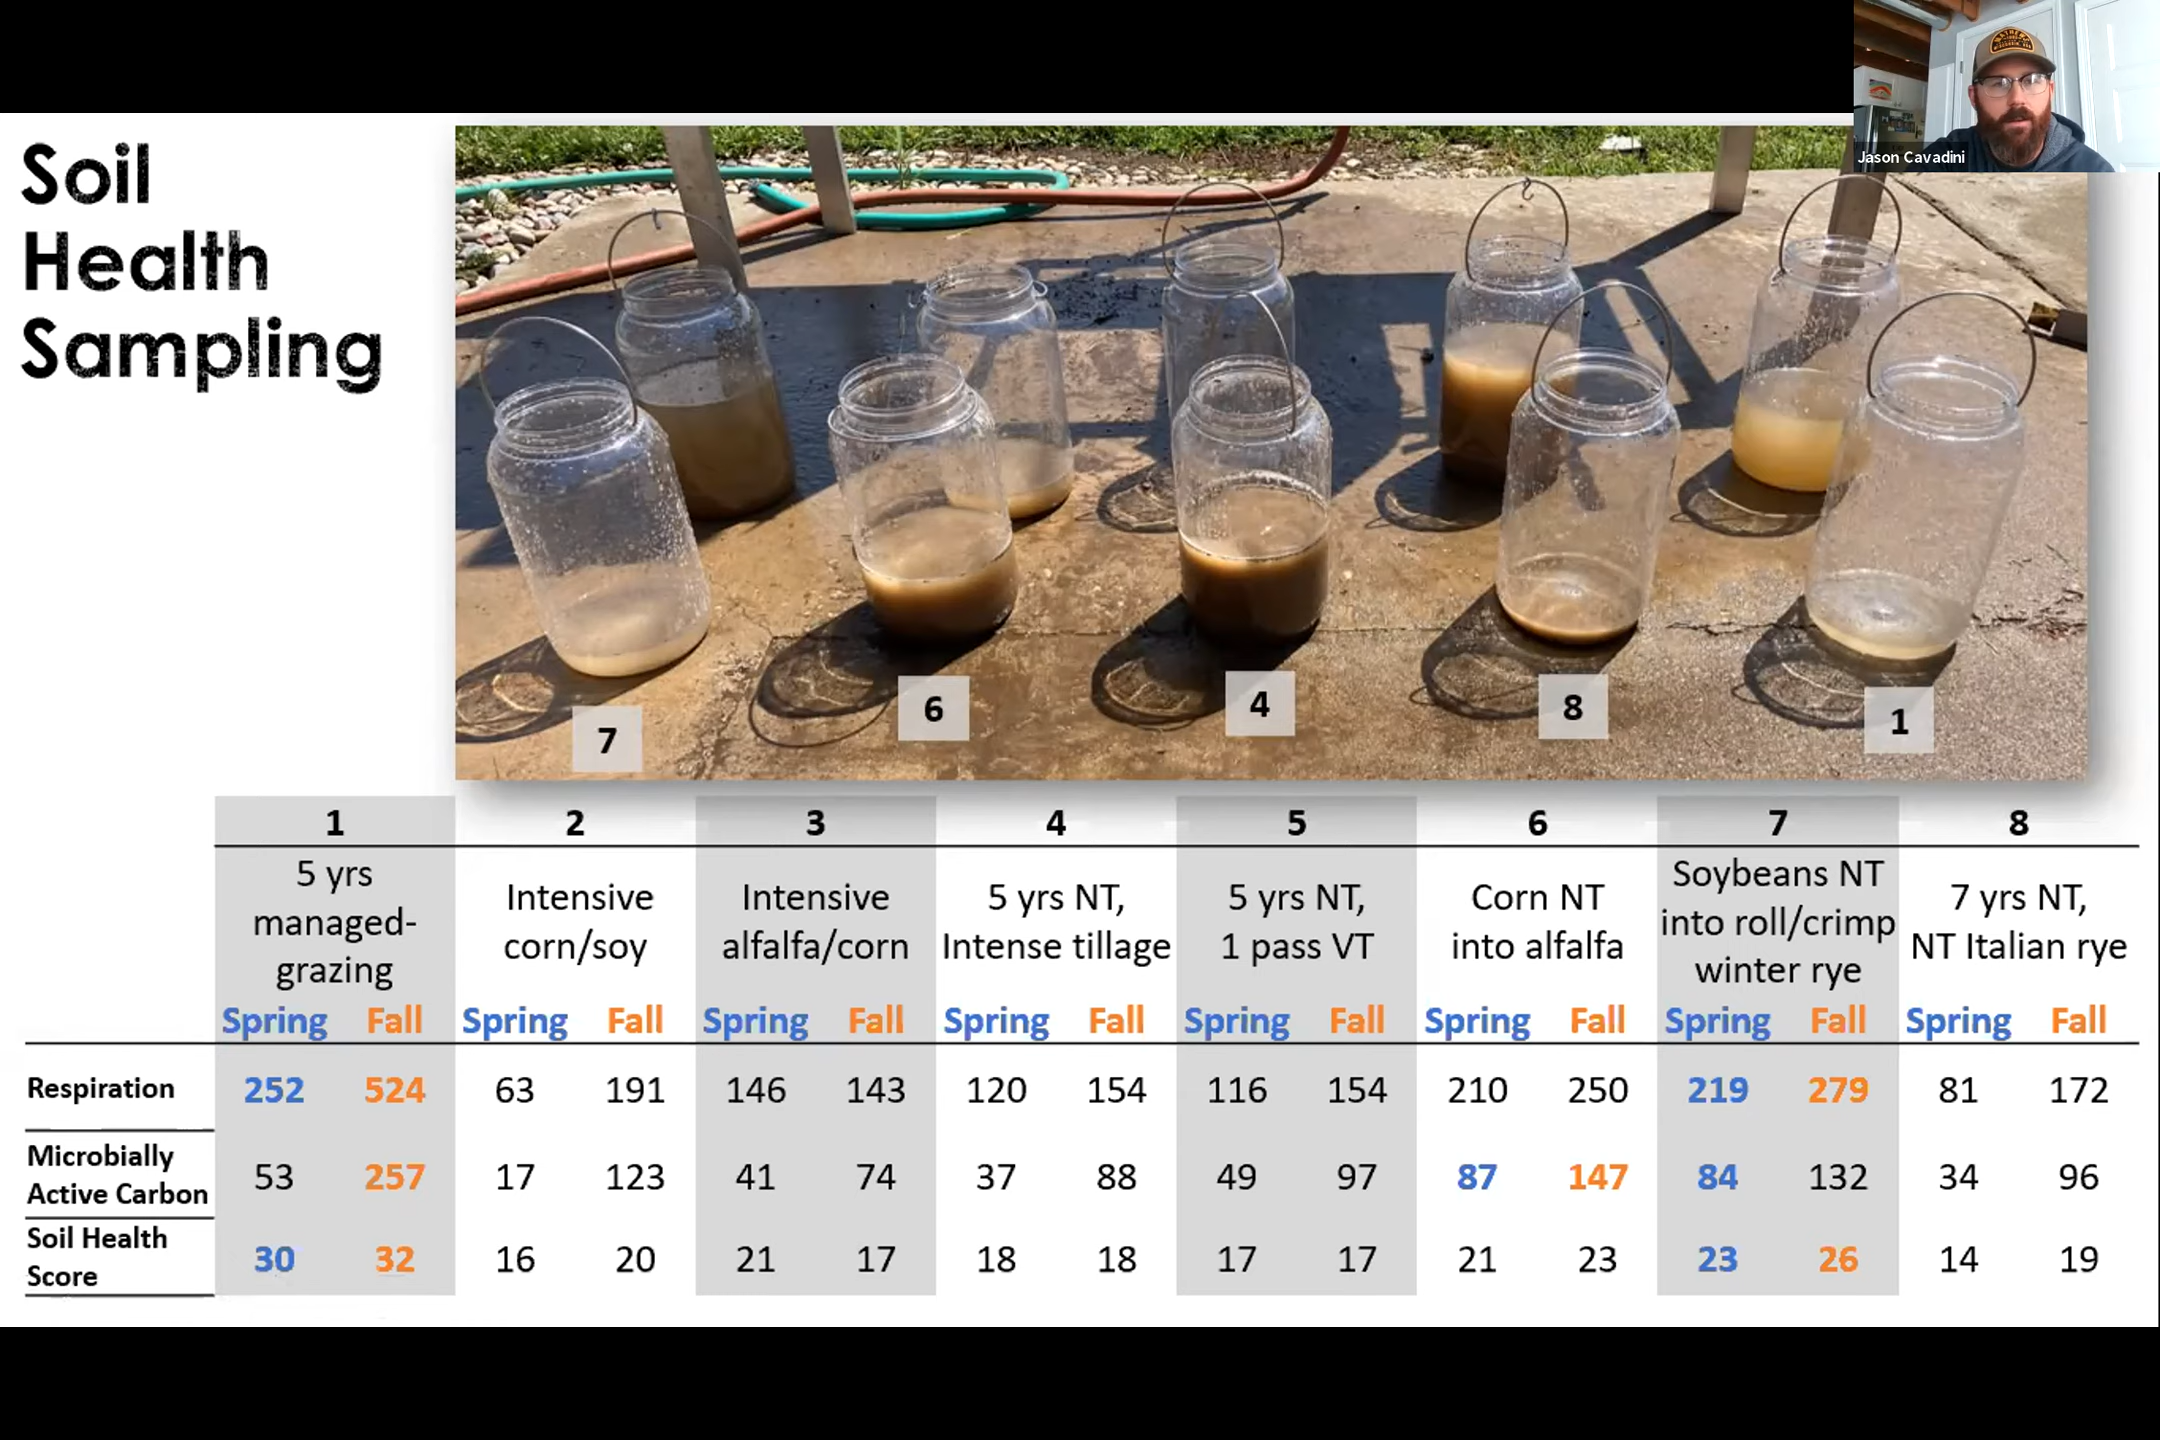 Jason Cavadini
Soil
Health
Sampling
7
6
4
8
1
1 2 3 4 5 6 7 8
5 yrs
managed-
grazing
Intensive
corn/soy
Intensive
alfalfa/corn
5 yrs NT,
Intense tillage
5 yrs NT,
1 pass VT
Corn NT
into alfalfa
Soybeans NT
into roll/crimp
winter rye
7 yrs NT,
NT Italian rye
Spring Fall Spring Fall Spring Fall Spring Fall Spring Fall Spring Fall Spring Fall Spring Fall
Respiration 252 524 63 191 146 143 120 154 116 154 210 250 219 279 81 172
Microbially
Active Carbon 53 257 17 123 41 74 37 88 49 97 87 147 84 132 34 96
Soil Health
Score 30 32 16 20 21 17 18 18 17 17 21 23 23 26 14 19